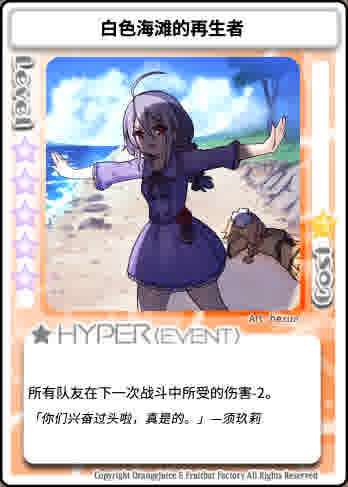 白色海滩的再生者
Level
Cost
Art: hesun
HYPER(EVENT)
所有队友在下一次战斗中所受的伤害-2。
「你们兴奋过头啦，真是的。」—须玖莉
Copyright OrangeJuice & Fruitbat Factory All Rights Reserved